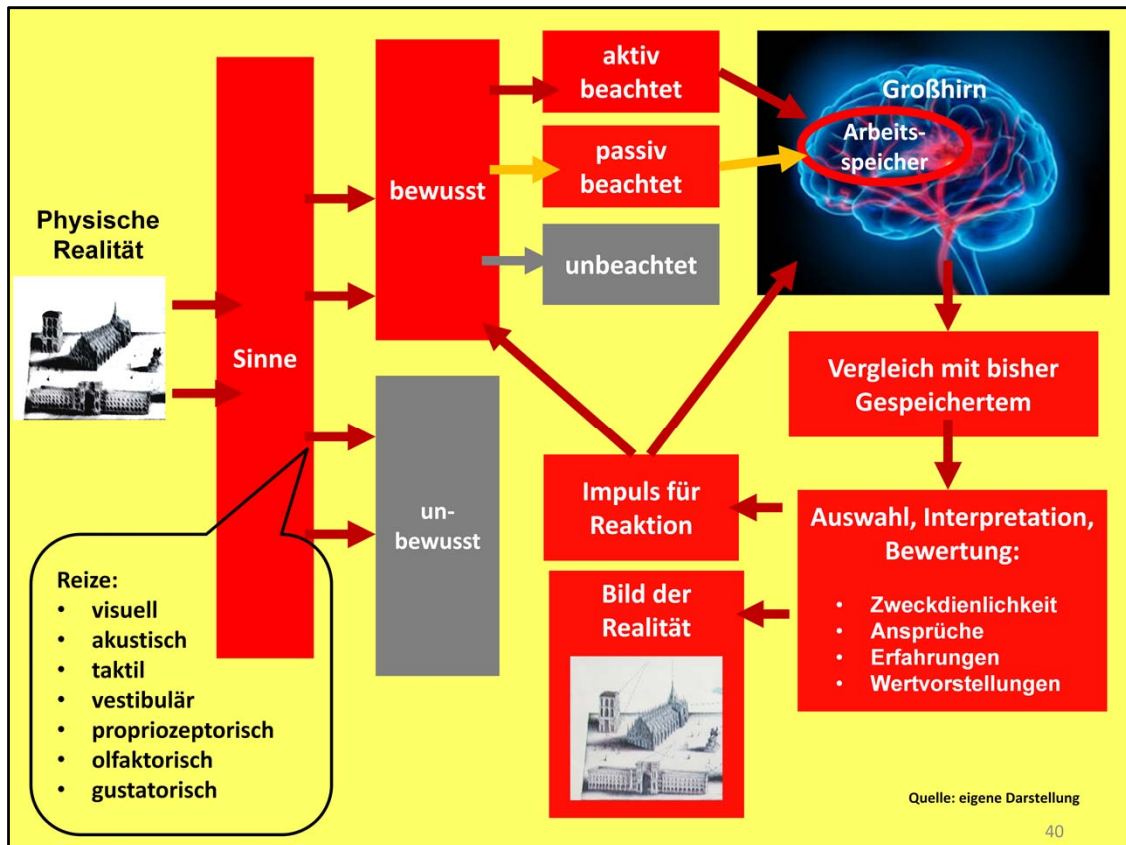 Physische
Realität
Sinne
Reize:
• visuell
• akustisch
• taktil
• vestibulär
• propriozeptorisch
• olfaktorisch
• gustatorisch
bewusst
un-
bewusst
aktiv
beachtet
passiv
beachtet
unbeachtet
Großhirn
Arbeits-
speicher
Vergleich mit bisher
Gespeichertem
Auswahl, Interpretation,
Bewertung:
• Zweckdienlichkeit
• Ansprüche
• Erfahrungen
• Wertvorstellungen
Impuls für
Reaktion
Bild der
Realität
Quelle: eigene Darstellung
40